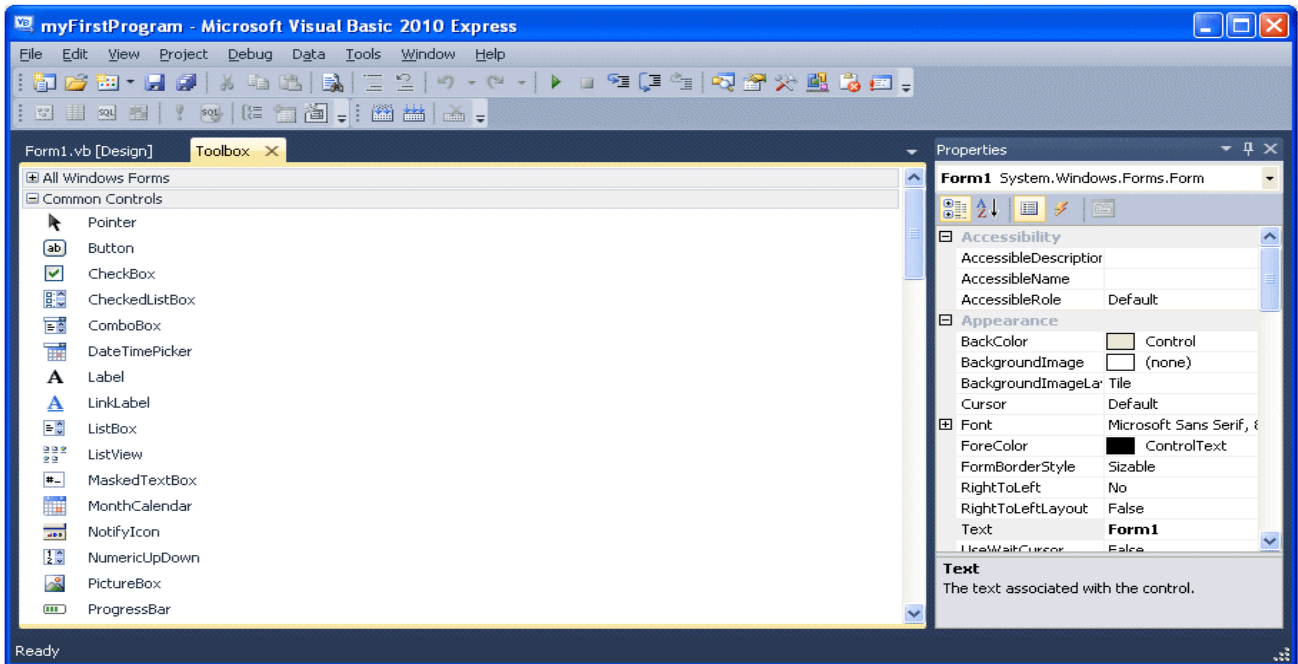 myFirstProgram - Microsoft Visual Basic 2010 Express
File Edit View Project Debug Data Tools Window Help
Form1.vb [Design] Toolbox
All Windows Forms
Common Controls
Pointer
Button
CheckBox
CheckedListBox
ComboBox
DateTimePicker
Label
LinkLabel
ListBox
ListView
MaskedTextBox
MonthCalendar
NotifyIcon
NumericUpDown
PictureBox
ProgressBar
Properties
Form1 System.Windows.Forms.Form
Accessibility
AccessibleDescription
AccessibleName
AccessibleRole Default
Appearance
BackColor Control
BackgroundImage (none)
BackgroundImageLa Tile
Cursor Default
Font Microsoft Sans Serif,
ForeColor ControlText
FormBorderStyle Sizable
RightToLeft No
RightToLeftLayout False
Text Form1
UseWaitCursor False
Text
The text associated with the control.
Ready